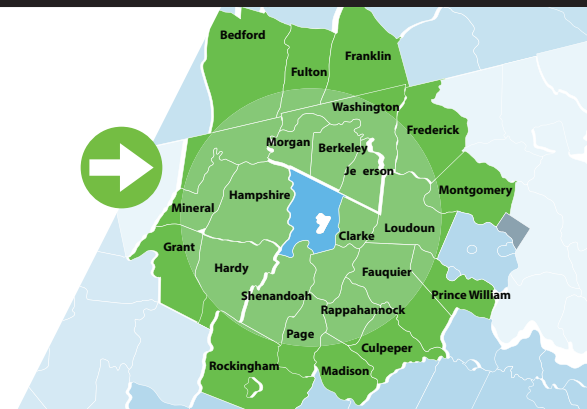 Bedford
Franklin
Fulton
Washington
Frederick
Morgan
Berkeley
Je erson
Montgomery
Hampshire
Mineral
Clarke
Loudoun
Grant
Hardy
Fauquier
Shenandoah
Prince William
Rappahannock
Page
Culpeper
Rockingham
Madison